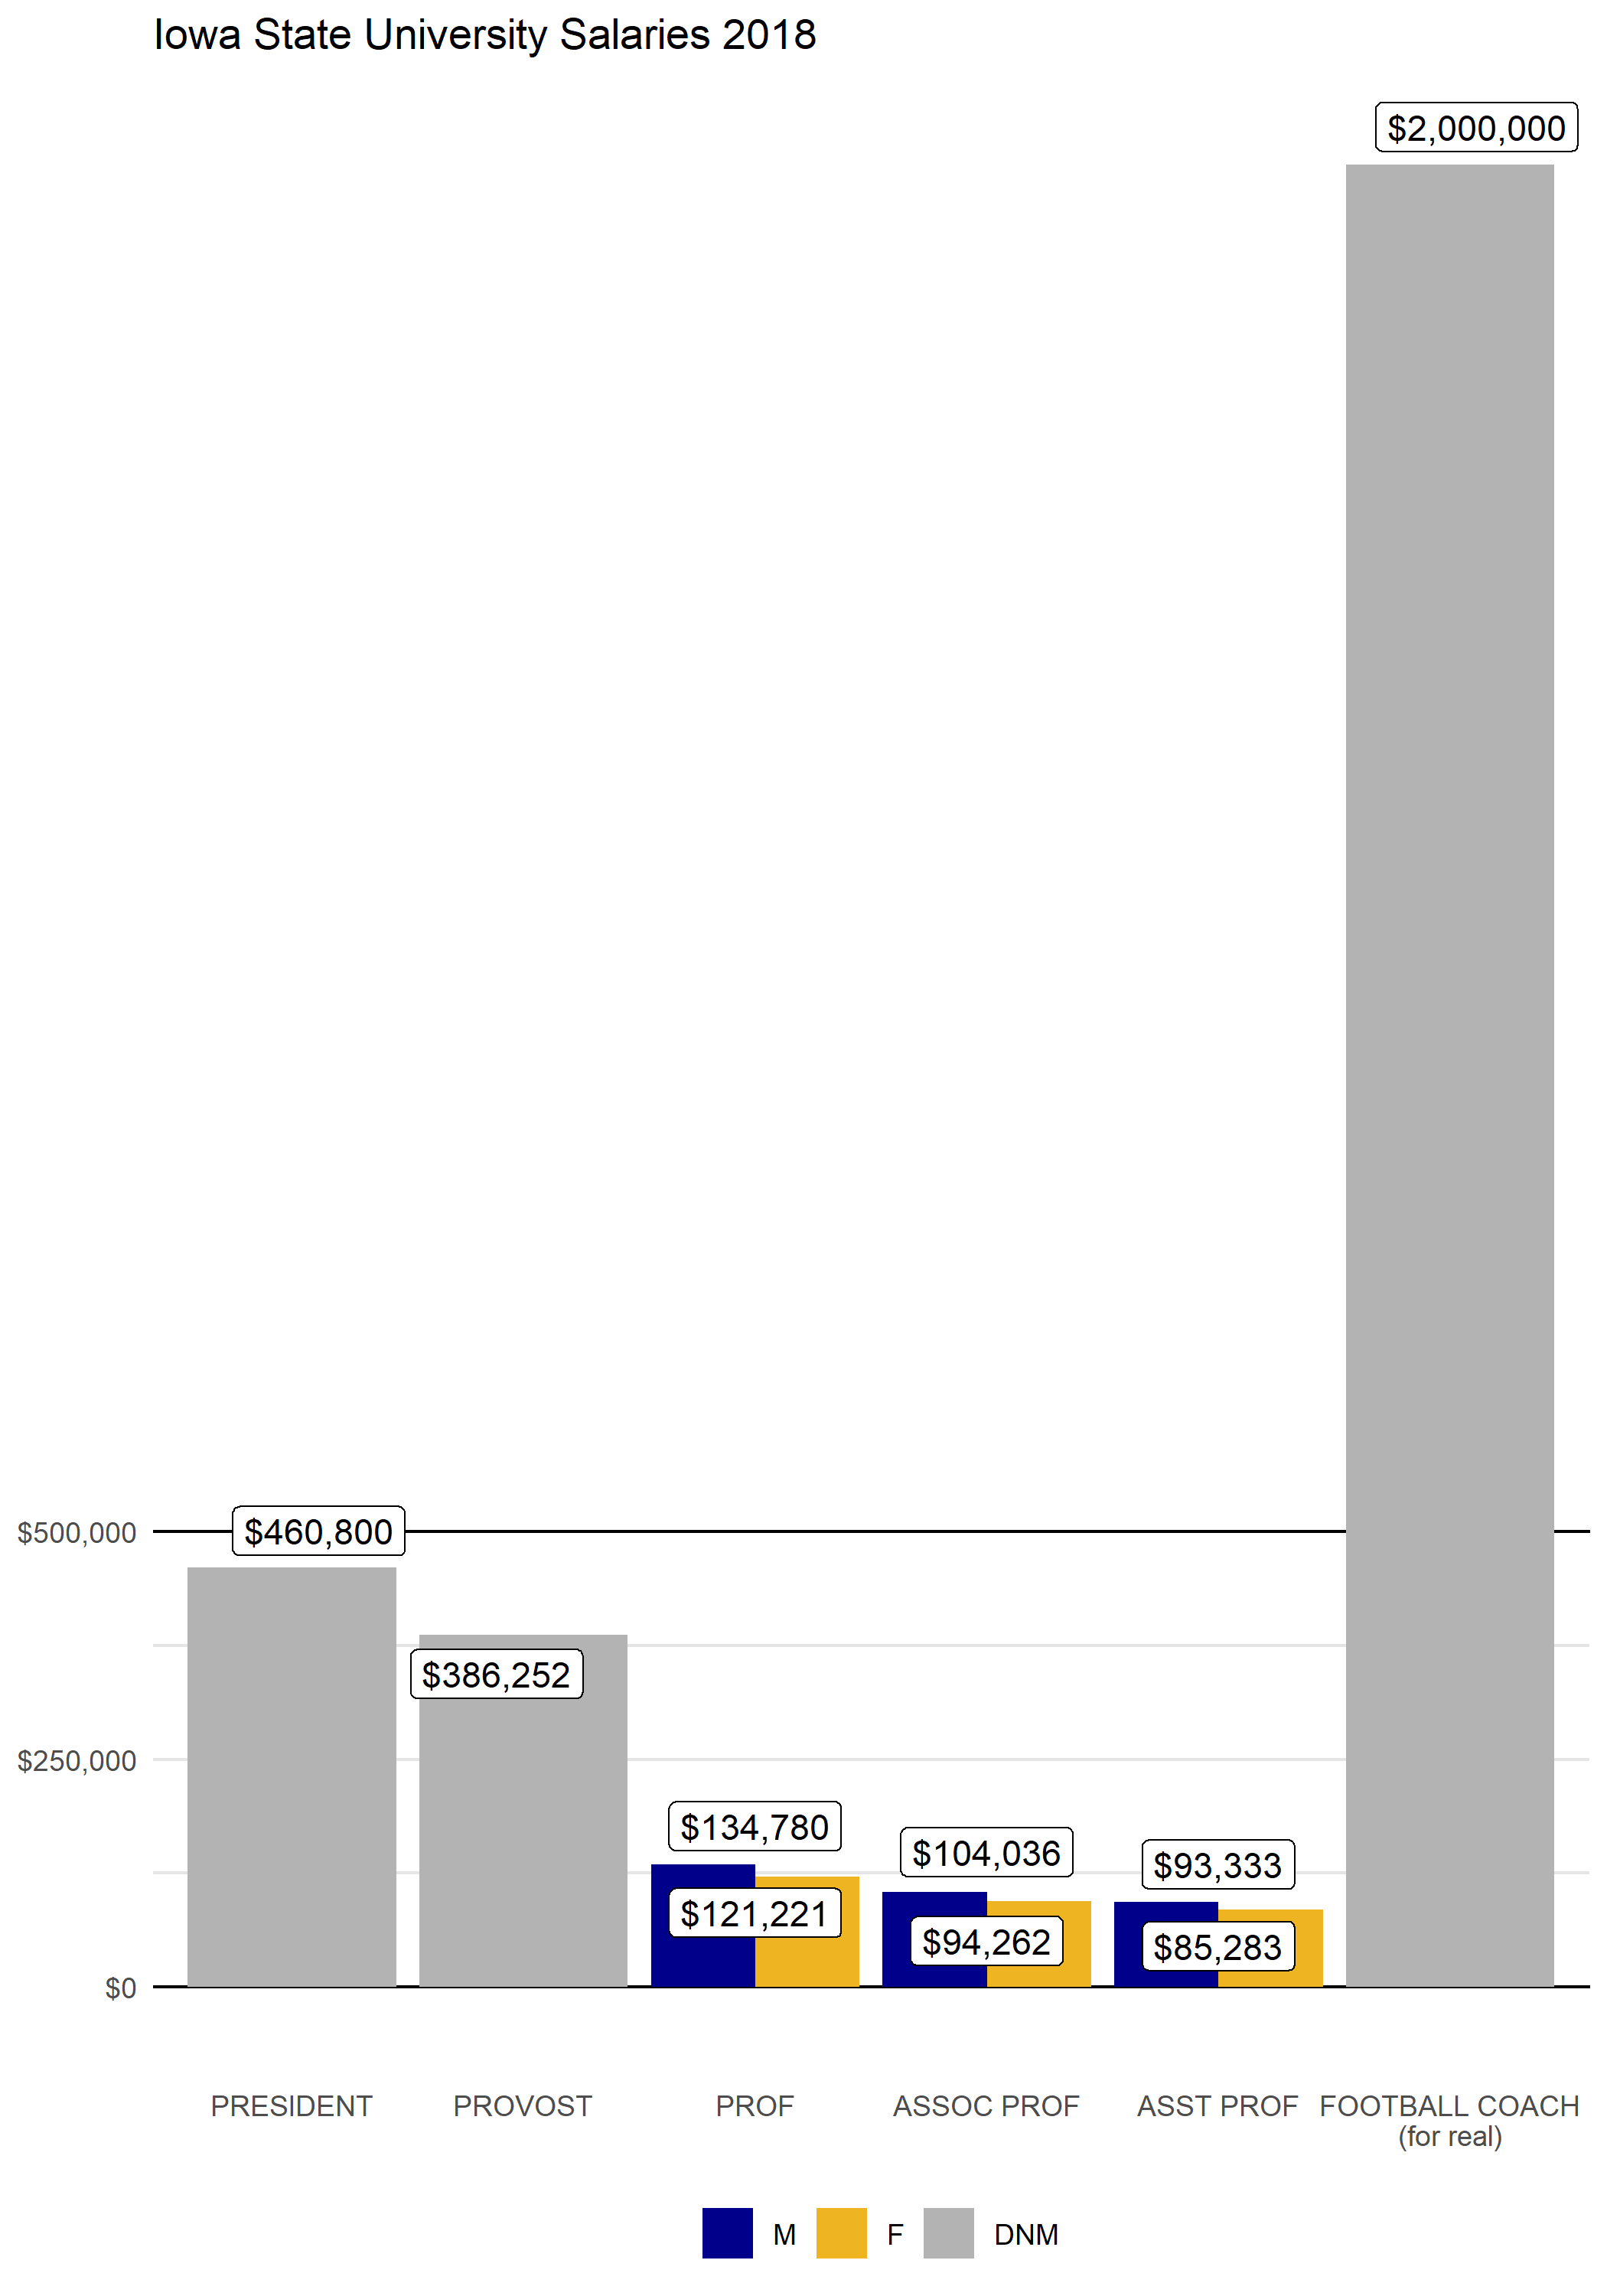 Iowa State University Salaries 2018
$2,000,000
$500,000
$460,800
$386,252
$250,000
$134,780
$104,036
$93,333
$121,221
$94,262
$85,283
$0
PRESIDENT
PROVOST
PROF
ASSOC PROF
ASST PROF
FOOTBALL COACH
(for real)
M
F
DNM